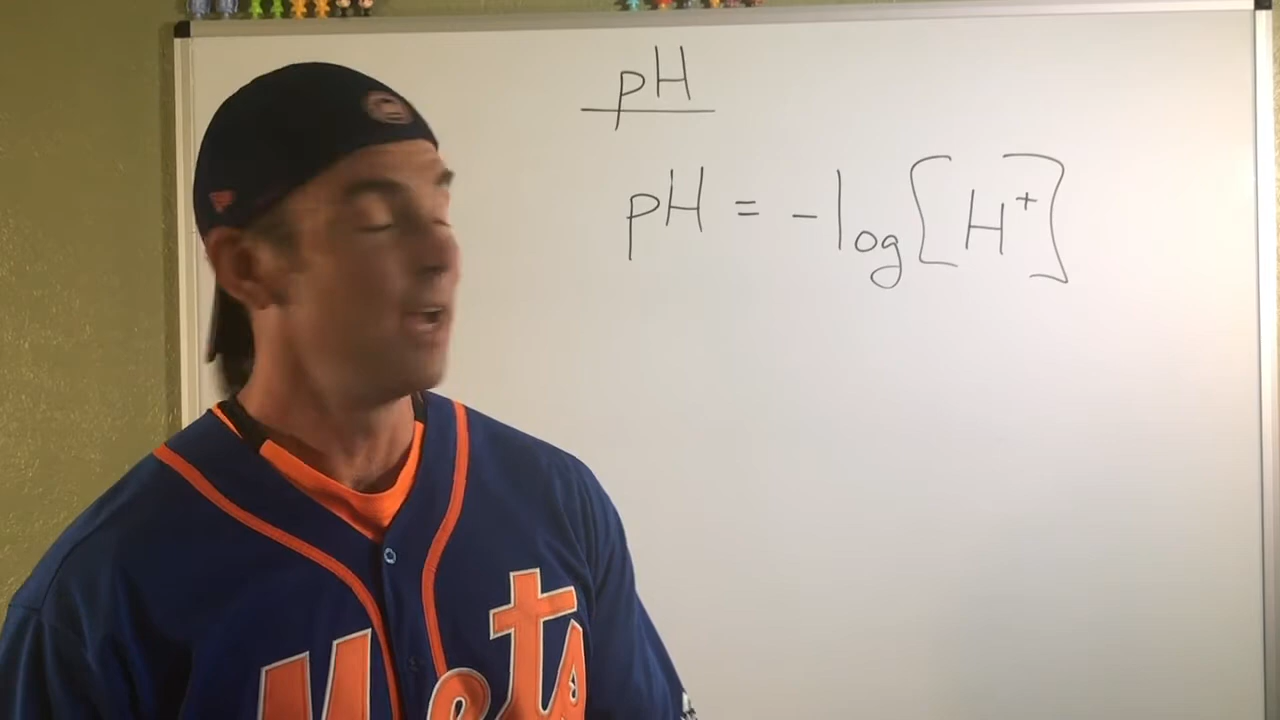 pH
pH = -log[H⁺]
Mets